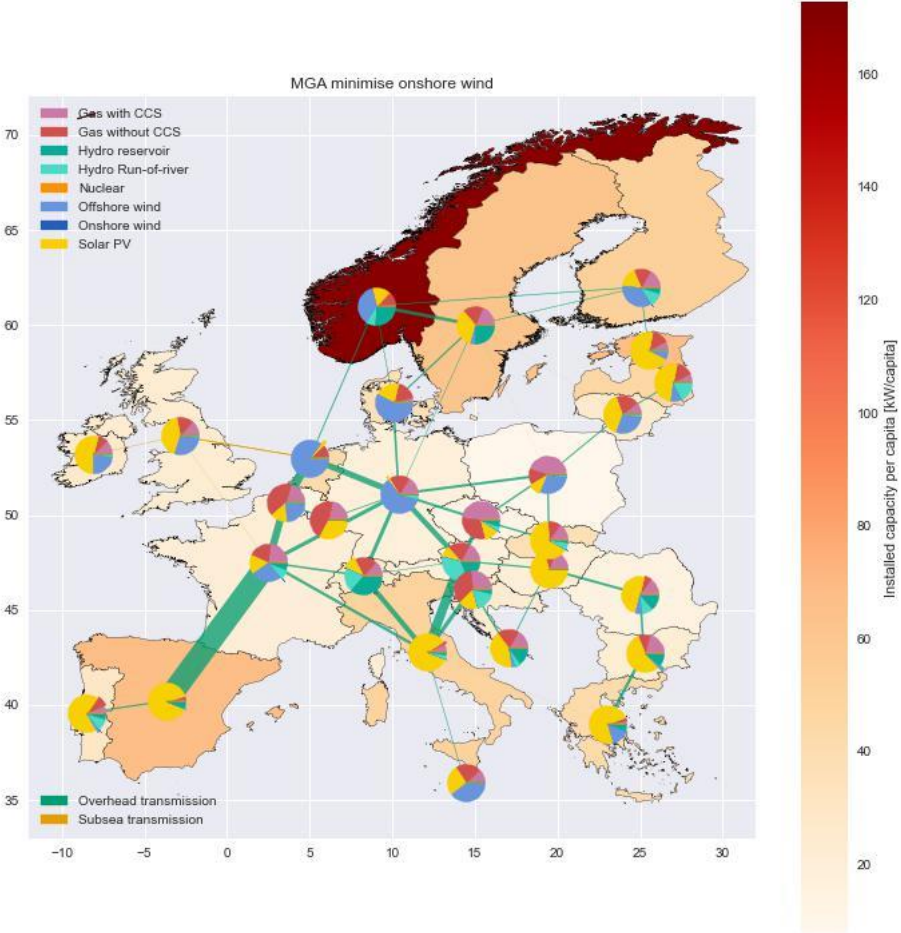 MGA minimise onshore wind
Gas with CCS
Gas without CCS
Hydro reservoir
Hydro Run-of-river
Nuclear
Offshore wind
Onshore wind
Solar PV
70
65
60
55
50
45
40
35
Overhead transmission
Subsea transmission
−10 −5 0 5 10 15 20 25 30
160
140
120
100
80
60
40
20
Installed capacity per capita [kW/capita]